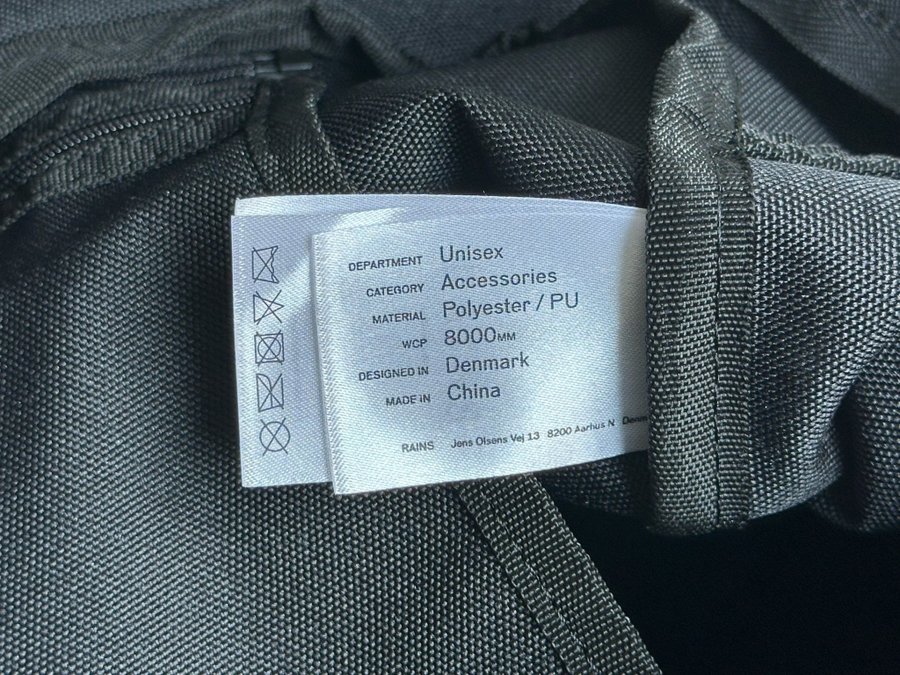 DEPARTMENT Unisex
CATEGORY Accessories
MATERIAL Polyester / PU
WCP 8000MM
DESIGNED IN Denmark
MADE IN China
RAINS Jens Olsens Vej 13 8200 Aarhus N